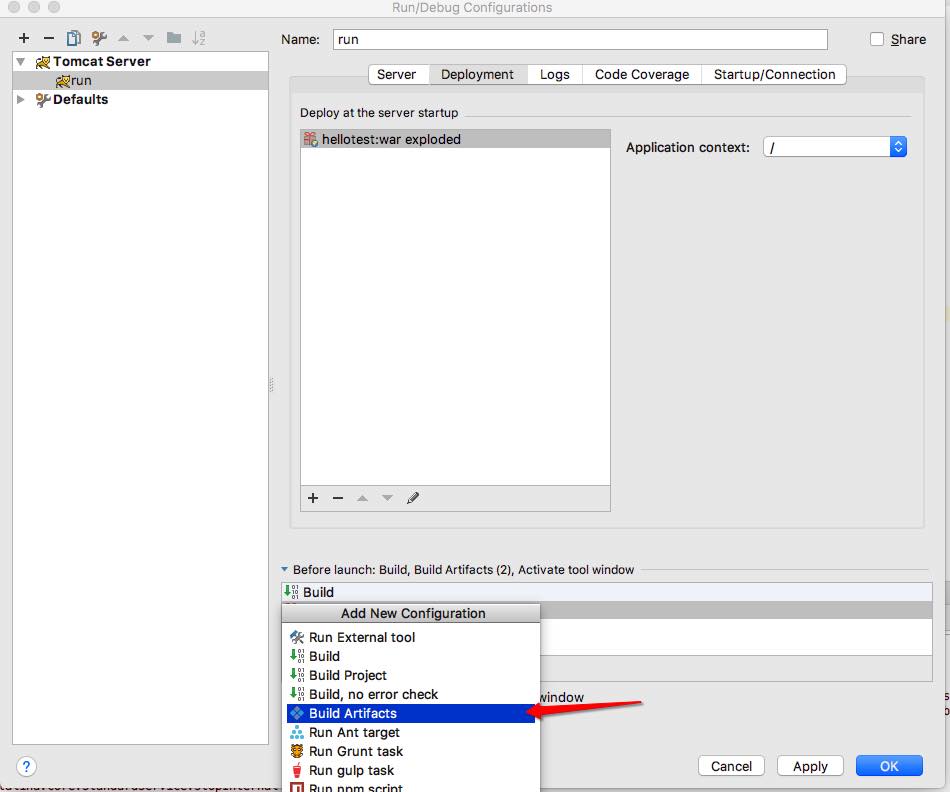 Run/Debug Configurations
Name: run Share
Tomcat Server
run
Defaults
Server Deployment Logs Code Coverage Startup/Connection
Deploy at the server startup
hellotest:war exploded
Application context: /
Before launch: Build, Build Artifacts (2), Activate tool window
Build
Add New Configuration
Run External tool
Build
Build Project
Build, no error check
window
Build Artifacts
Run Ant target
Run Grunt task
Run gulp task
Run npm script
? Cancel Apply OK